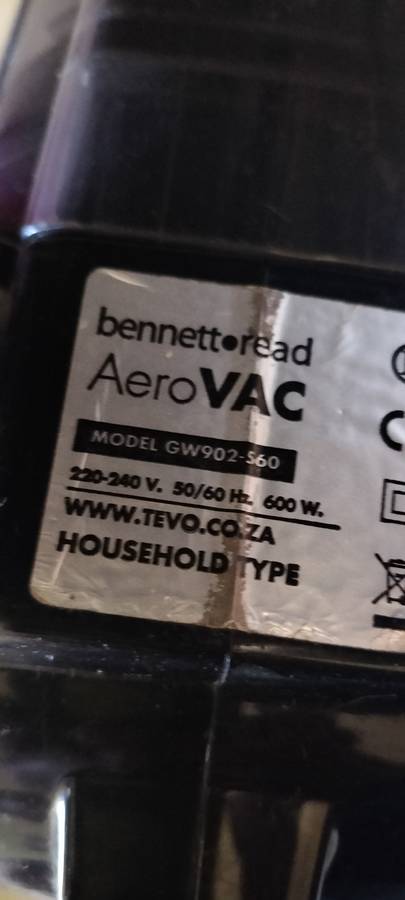 bennett•read
AeroVAC
MODEL GW902-S60
220-240 V. 50/60 Hz. 600 W.
WWW.TEVO.CO.ZA
HOUSEHOLD TYPE